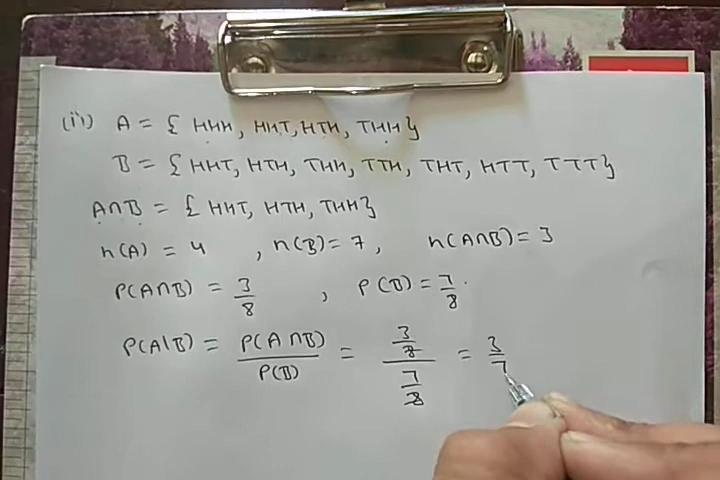 (ii) A = { HHH, HHT, HTH, THH}
B = { HHT, HTH, THH, TTH, THT, HTT, TTT}
A∩B = { HHT, HTH, THH}
n(A) = 4 , n(B) = 7, n(A∩B) = 3
P(A∩B) = 3/8 , P(B) = 7/8.
P(A|B) = P(A∩B)/P(B) = (3/8)/(7/8) = 3/7